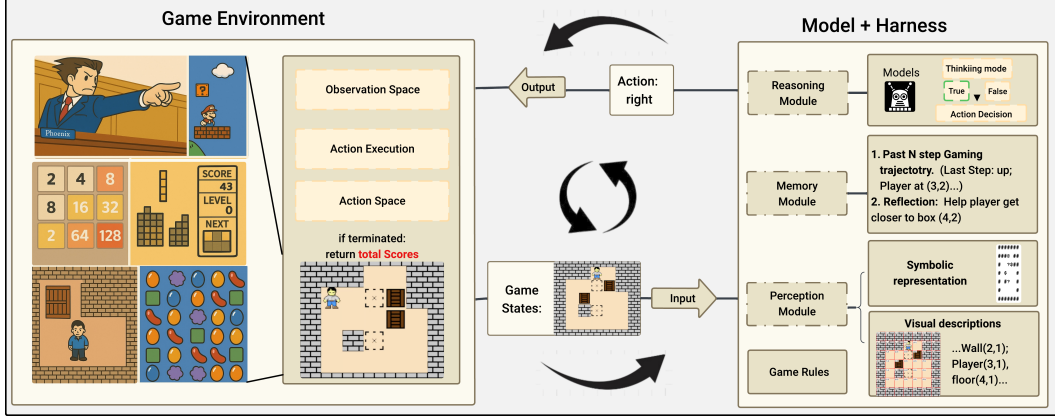 Game Environment
Phoenix
2 4 8
8 16 32
2 64 128
SCORE
43
LEVEL
0
NEXT
?
Observation Space
Action Execution
Action Space
if terminated:
return total Scores
Output
Action:
right
Game
States:
Input
Model + Harness
Reasoning
Module
Models
Thinkiing mode
True
False
Action Decision
Memory
Module
1. Past N step Gaming
trajectotry. (Last Step: up;
Player at (3,2)...)
2. Reflection: Help player get
closer to box (4,2)
Perception
Module
Symbolic
representation
Visual descriptions
...Wall(2,1);
Player(3,1),
floor(4,1)...
Game Rules